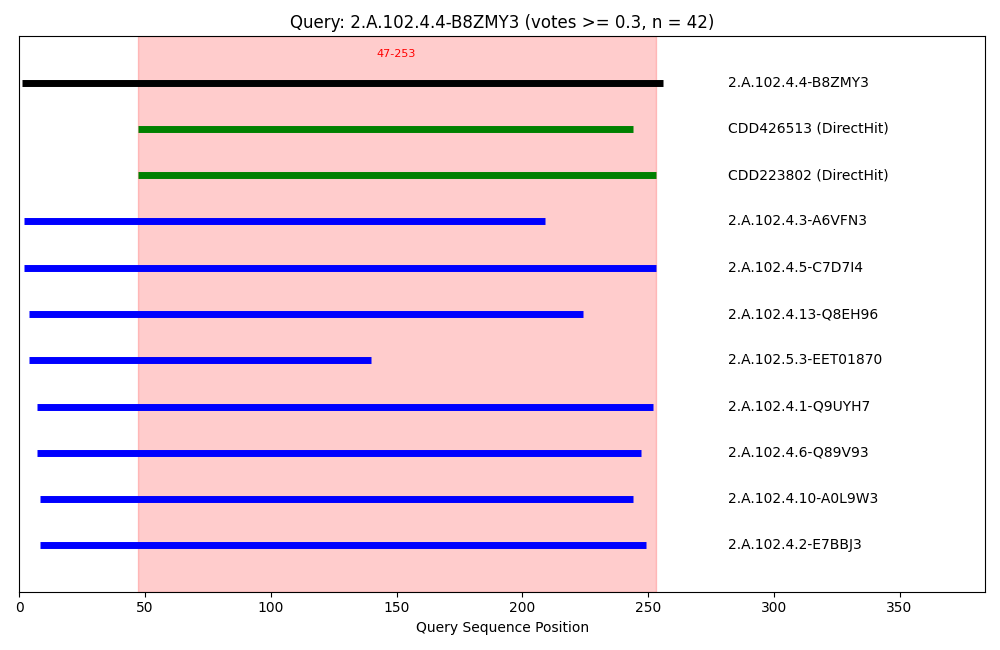 Query: 2.A.102.4.4-B8ZMY3 (votes >= 0.3, n = 42)
47-253
2.A.102.4.4-B8ZMY3
CDD426513 (DirectHit)
CDD223802 (DirectHit)
2.A.102.4.3-A6VFN3
2.A.102.4.5-C7D7I4
2.A.102.4.13-Q8EH96
2.A.102.5.3-EET01870
2.A.102.4.1-Q9UYH7
2.A.102.4.6-Q89V93
2.A.102.4.10-A0L9W3
2.A.102.4.2-E7BBJ3
0 50 100 150 200 250 300 350
Query Sequence Position